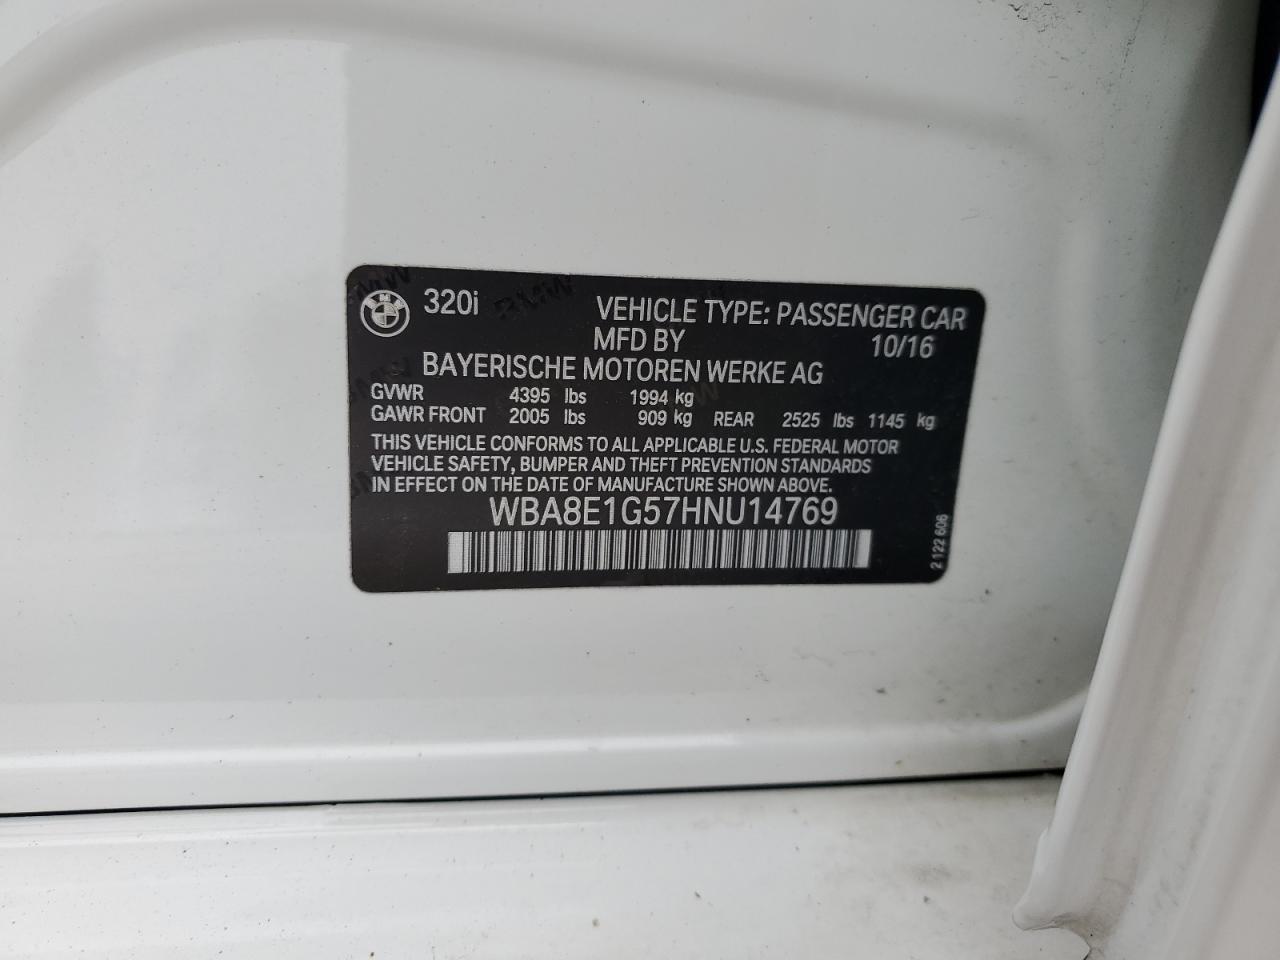 320i VEHICLE TYPE: PASSENGER CAR
MFD BY 10/16
BAYERISCHE MOTOREN WERKE AG
GVWR 4395 lbs 1994 kg
GAWR FRONT 2005 lbs 909 kg REAR 2525 lbs 1145 kg
THIS VEHICLE CONFORMS TO ALL APPLICABLE U.S. FEDERAL MOTOR
VEHICLE SAFETY, BUMPER AND THEFT PREVENTION STANDARDS
IN EFFECT ON THE DATE OF MANUFACTURE SHOWN ABOVE.
WBA8E1G57HNU14769
2 122 606
BMW